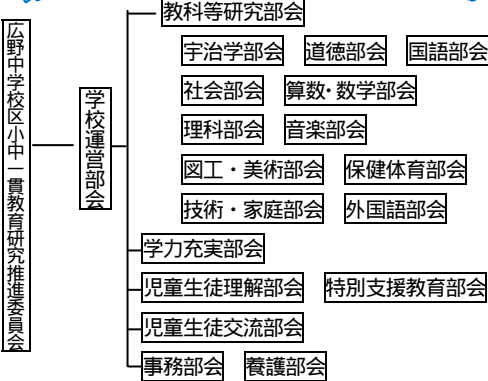 広野中学校区小中一貫教育研究推進委員会
学校運営部会
教科等研究部会
宇治学部会 道徳部会 国語部会
社会部会 算数・数学部会
理科部会 音楽部会
図工・美術部会 保健体育部会
技術・家庭部会 外国語部会
学力充実部会
児童生徒理解部会 特別支援教育部会
児童生徒交流部会
事務部会 養護部会